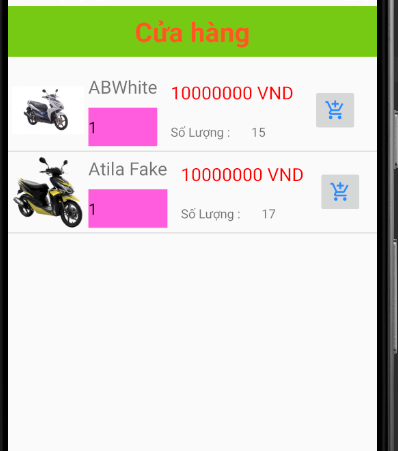 Cửa hàng
ABWhite
10000000 VND
1
Số Lượng : 15
Atila Fake
10000000 VND
1
Số Lượng : 17